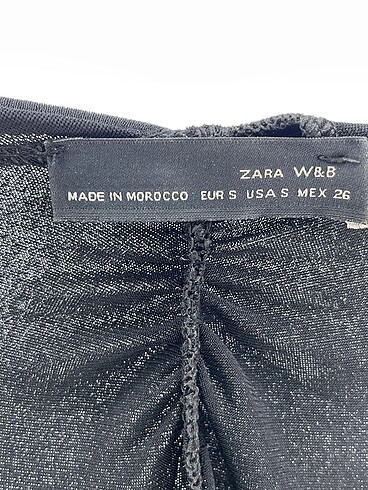 ZARA W&B
MADE IN MOROCCO EUR S USA S MEX 26